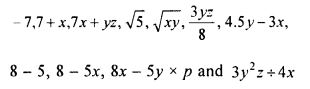 – 7,7 + x,7x + yz, √5, √xy, 3yz/8, 4.5y – 3x,
8 – 5, 8 – 5x, 8x – 5y × p and 3y²z ÷ 4x